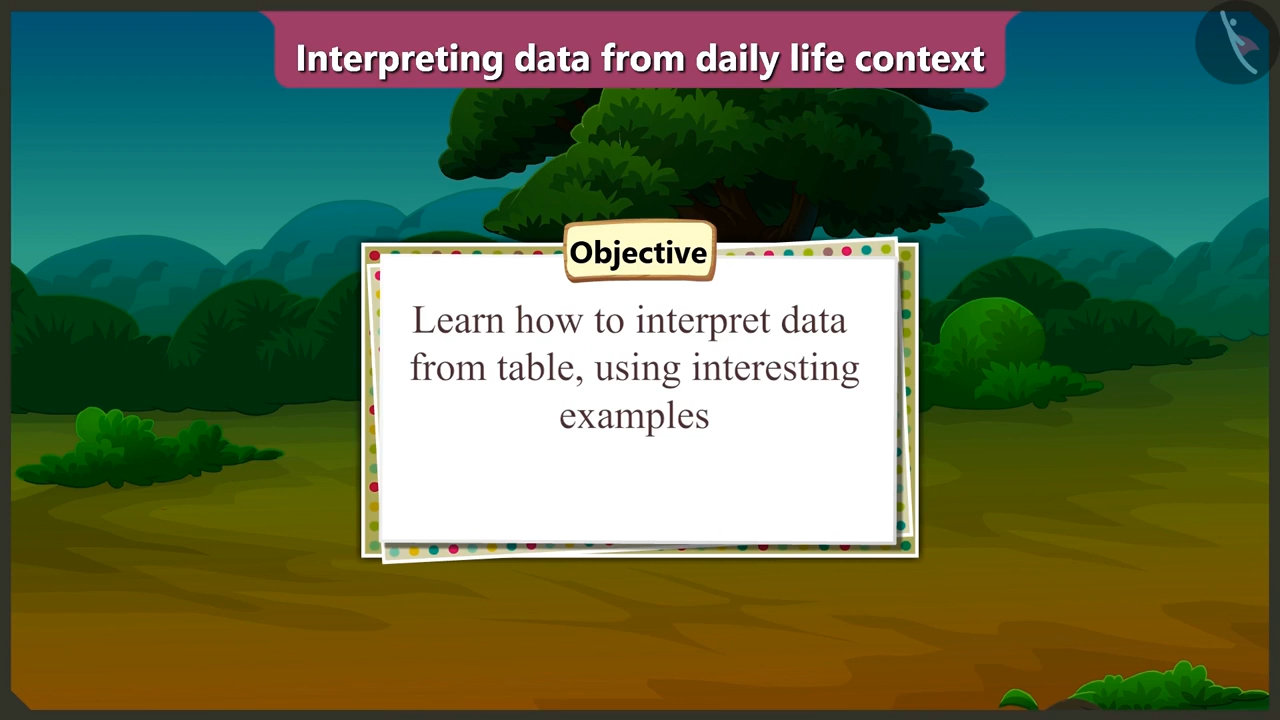 Interpreting data from daily life context
Objective
Learn how to interpret data
from table, using interesting
examples